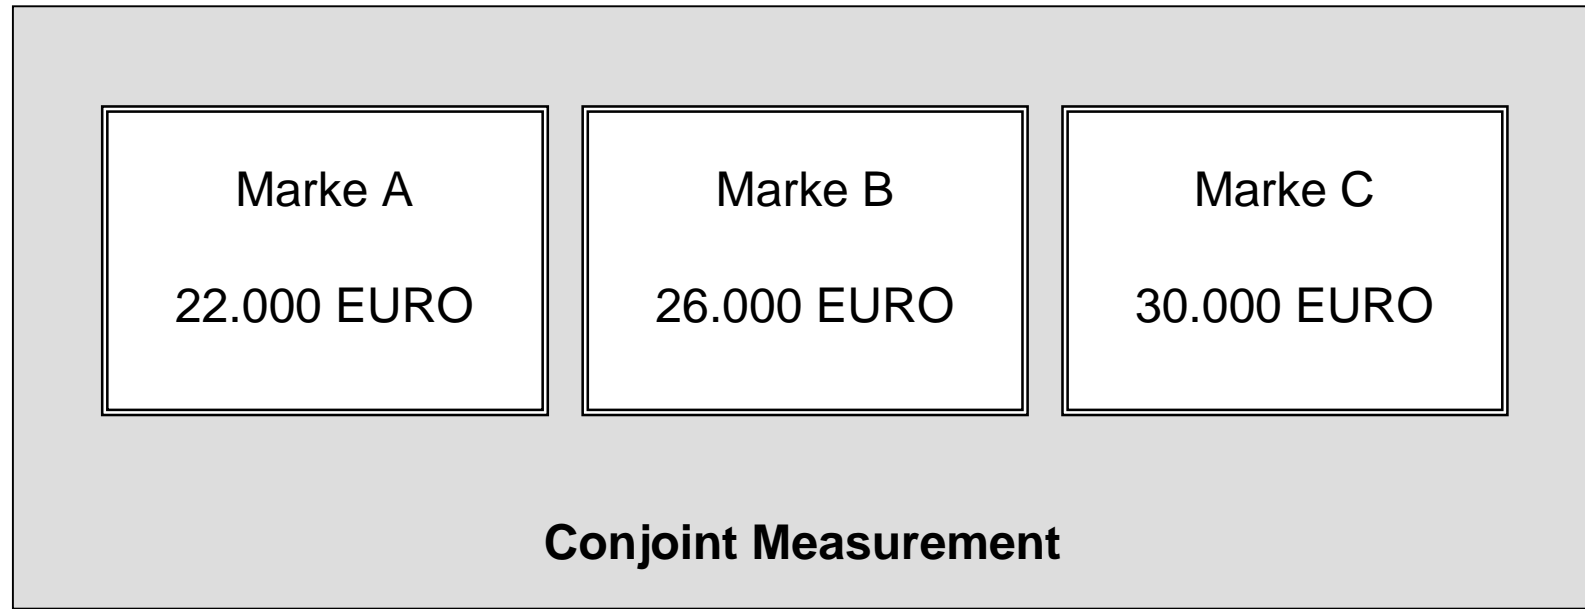 Marke A
22.000 EURO
Marke B
26.000 EURO
Marke C
30.000 EURO
Conjoint Measurement